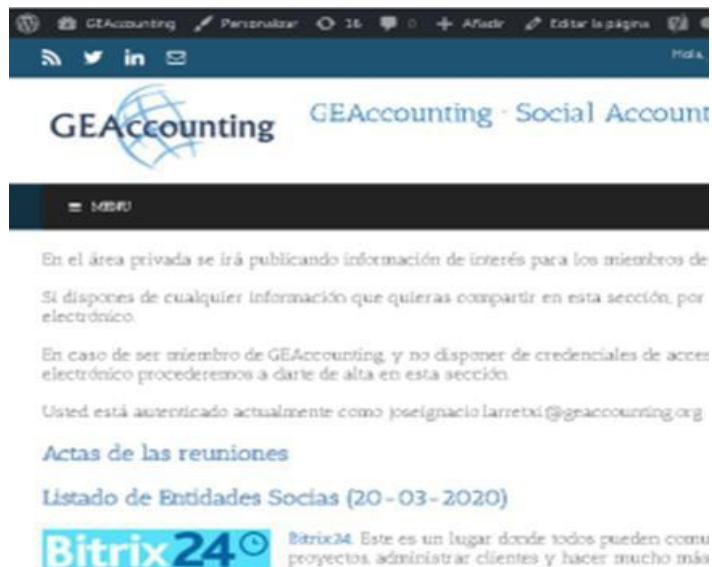 GEAccounting Personalizar 16 0 Añadir Editar la página
Hola,
GEAccounting
GEAccounting · Social Account
≡ MENU
En el área privada se irá publicando información de interés para los miembros de
Si dispones de cualquier información que quieras compartir en esta sección, por
electrónico.
En caso de ser miembro de GEAccounting, y no disponer de credenciales de acces
electrónico procederemos a darte de alta en esta sección.
Usted está autenticado actualmente como joseignacio.larretxi@geaccounting.org
Actas de las reuniones
Listado de Entidades Socias (20-03-2020)
Bitrix24
Bitrix24. Este es un lugar donde todos pueden comu
proyectos, administrar clientes y hacer mucho más